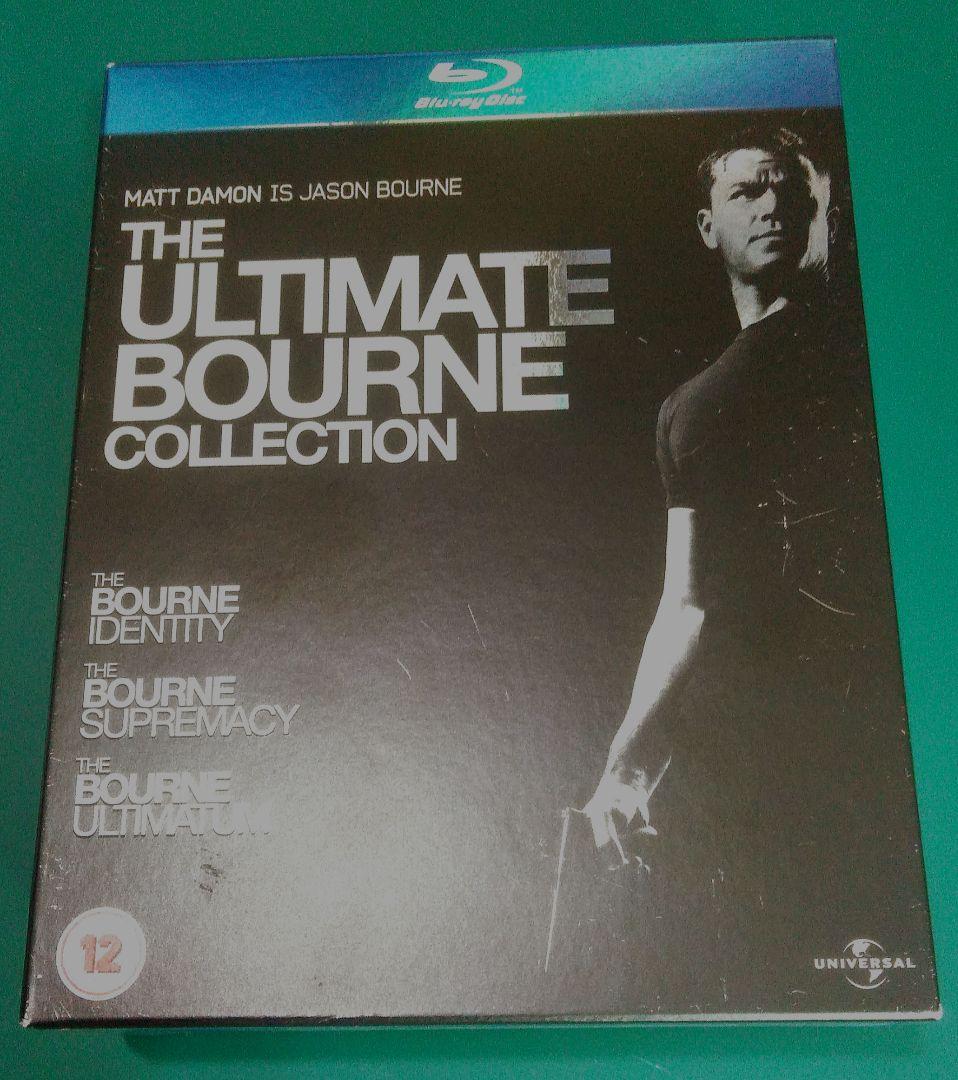 Blu-ray Disc™
MATT DAMON IS JASON BOURNE
THE
ULTIMATE
BOURNE
COLLECTION
THE
BOURNE
IDENTITY
THE
BOURNE
SUPREMACY
THE
BOURNE
ULTIMATUM
12
UNIVERSAL